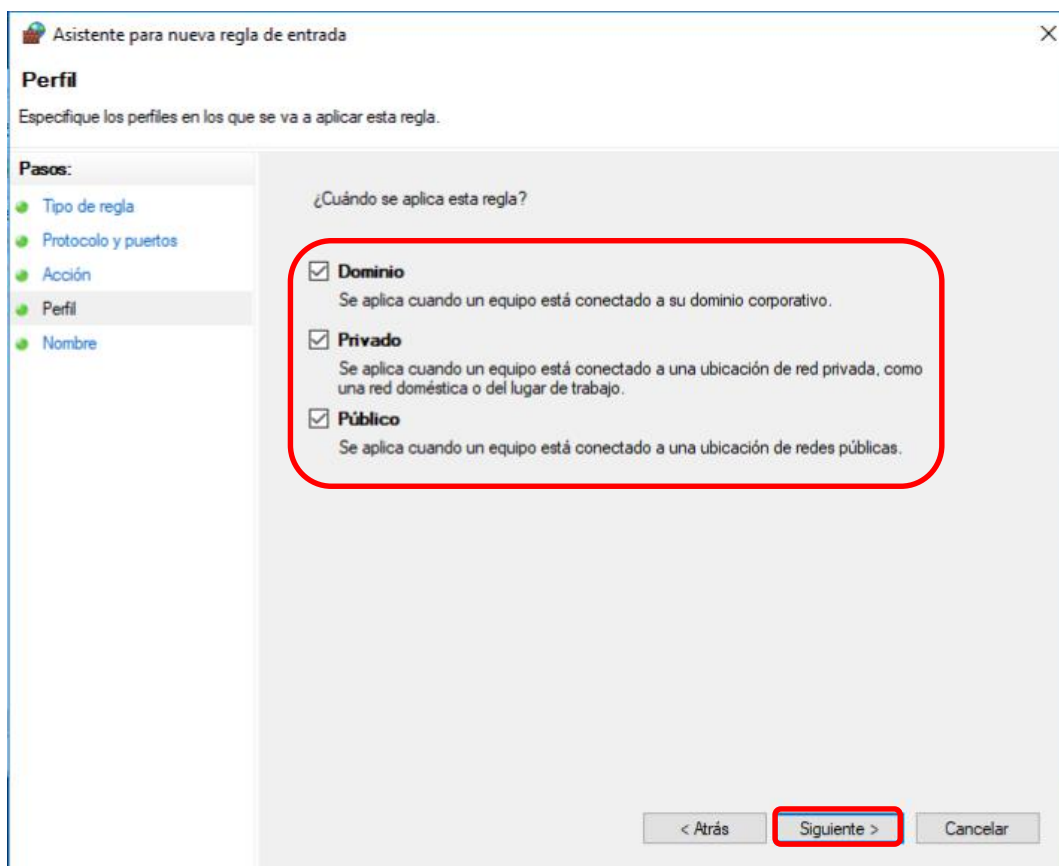 Asistente para nueva regla de entrada
Perfil
Especifique los perfiles en los que se va a aplicar esta regla.
Pasos:
Tipo de regla
Protocolo y puertos
Acción
Perfil
Nombre
¿Cuándo se aplica esta regla?
Dominio
Se aplica cuando un equipo está conectado a su dominio corporativo.
Privado
Se aplica cuando un equipo está conectado a una ubicación de red privada, como
una red doméstica o del lugar de trabajo.
Público
Se aplica cuando un equipo está conectado a una ubicación de redes públicas.
< Atrás
Siguiente >
Cancelar